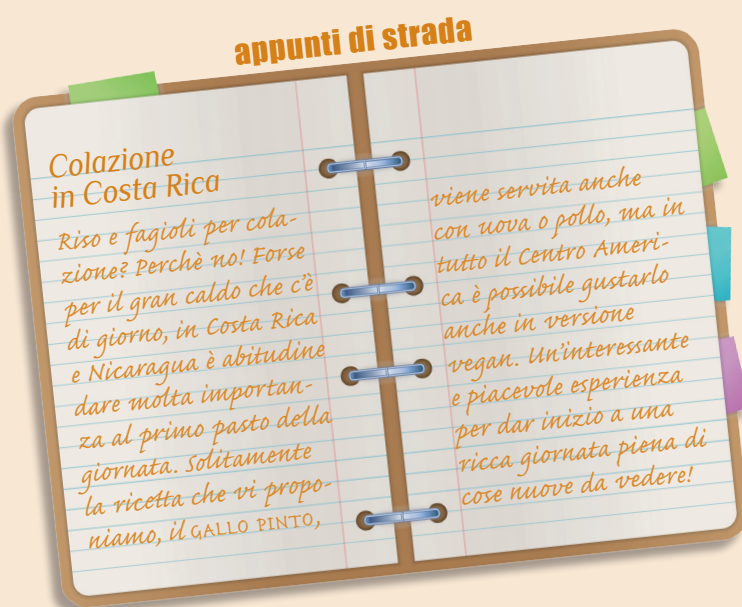 appunti di strada
Colazione
in Costa Rica
Riso e fagioli per cola-
zione? Perchè no! Forse
per il gran caldo che c'è
di giorno, in Costa Rica
e Nicaragua è abitudine
dare molta importan-
za al primo pasto della
giornata. Solitamente
la ricetta che vi propo-
niamo, il GALLO PINTO,
viene servita anche
con uova o pollo, ma in
tutto il Centro Ameri-
ca è possibile gustarlo
anche in versione
vegan. Un'interessante
e piacevole esperienza
per dar inizio a una
ricca giornata piena di
cose nuove da vedere!